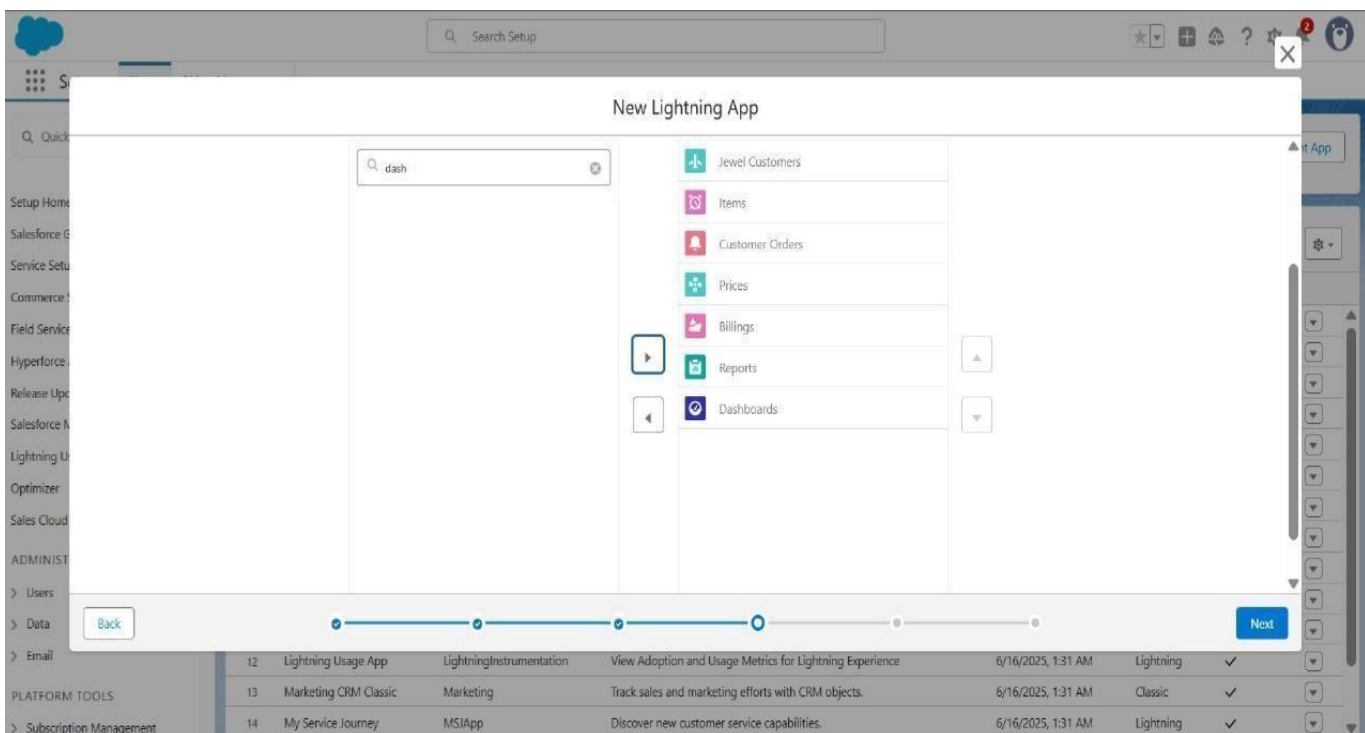 Search Setup
2
New Lightning App
t App
Setup Home
Salesforce G
Service Setu
Commerce S
Field Service
Hyperforce
Release Upd
Salesforce M
Lightning Us
Optimizer
Sales Cloud
ADMINIST
Users
Data
Email
PLATFORM TOOLS
Subscription Management
dash
Jewel Customers
Items
Customer Orders
Prices
Billings
Reports
Dashboards
Back
Next
12 Lightning Usage App LightningInstrumentation View Adoption and Usage Metrics for Lightning Experience 6/16/2025, 1:31 AM Lightning
13 Marketing CRM Classic Marketing Track sales and marketing efforts with CRM objects. 6/16/2025, 1:31 AM Classic
14 My Service Journey MSJApp Discover new customer service capabilities. 6/16/2025, 1:31 AM Lightning